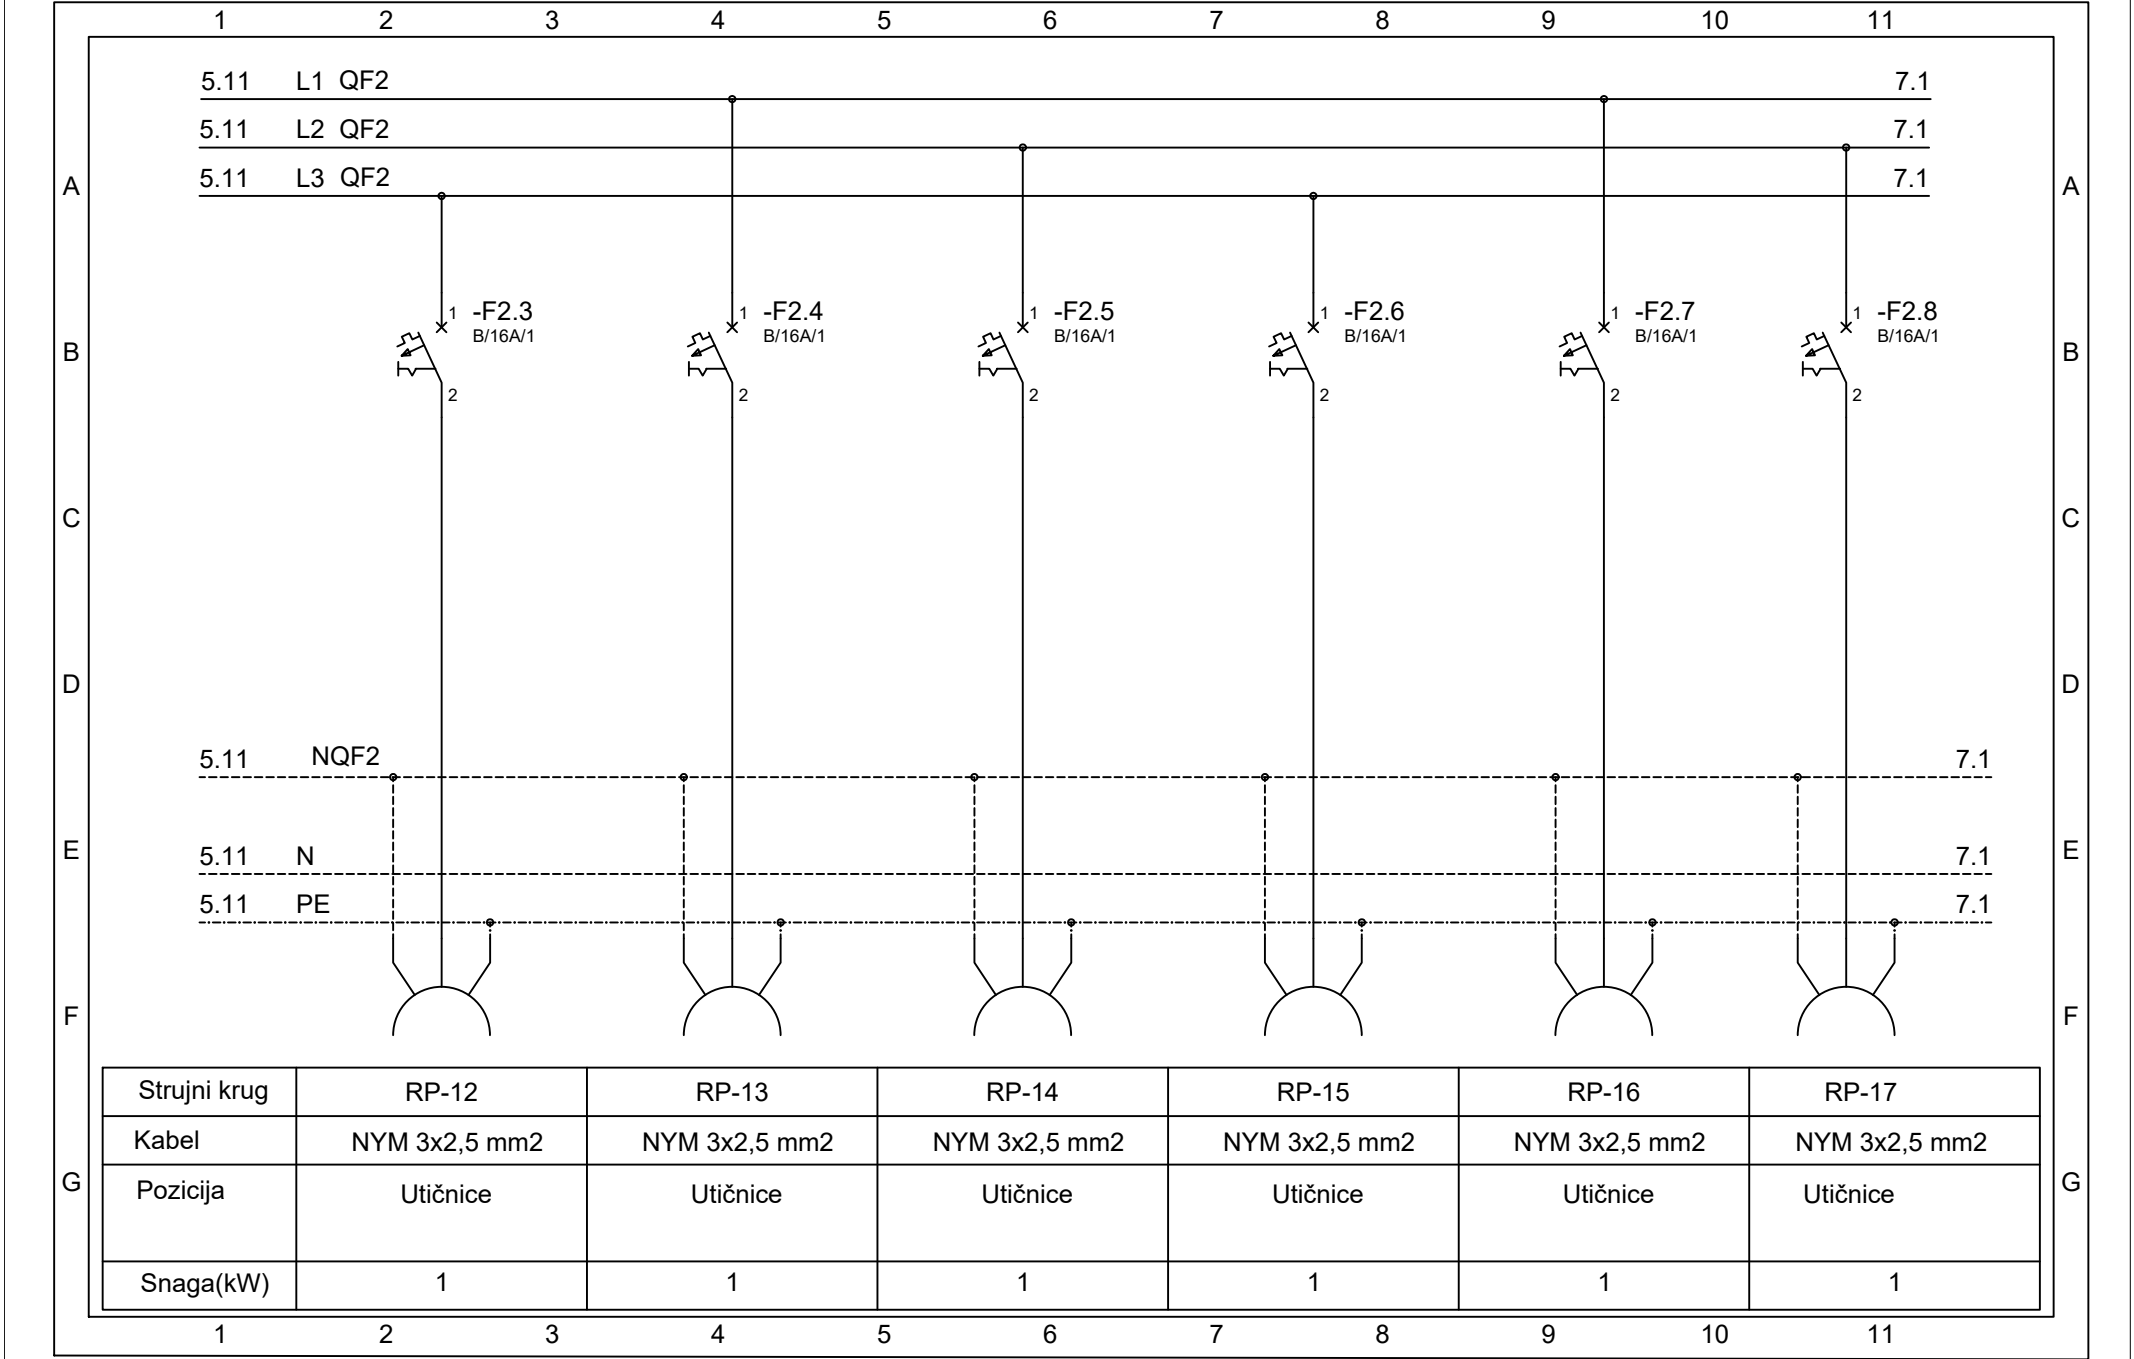 1 2 3 4 5 6 7 8 9 10 11
5.11 L1 QF2 7.1
5.11 L2 QF2 7.1
5.11 L3 QF2 7.1
A A
1 -F2.3 1 -F2.4 1 -F2.5 1 -F2.6 1 -F2.7 1 -F2.8
B/16A/1 B/16A/1 B/16A/1 B/16A/1 B/16A/1 B/16A/1
B B
2 2 2 2 2 2
C C
D D
5.11 NQF2 7.1
E E
5.11 N 7.1
5.11 PE 7.1
F F
Strujni krug RP-12 RP-13 RP-14 RP-15 RP-16 RP-17
Kabel NYM 3x2,5 mm2 NYM 3x2,5 mm2 NYM 3x2,5 mm2 NYM 3x2,5 mm2 NYM 3x2,5 mm2 NYM 3x2,5 mm2
G G
Pozicija Utičnice Utičnice Utičnice Utičnice Utičnice Utičnice
Snaga(kW) 1 1 1 1 1 1
1 2 3 4 5 6 7 8 9 10 11